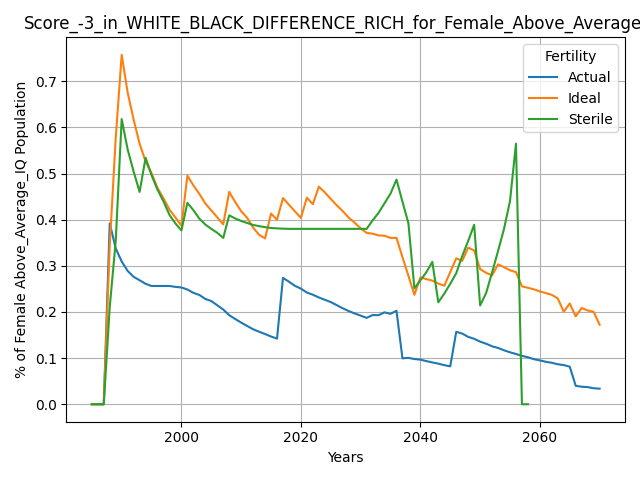 Score_-3_in_WHITE_BLACK_DIFFERENCE_RICH_for_Female_Above_Average
% of Female Above_Average_IQ Population
0.7
0.6
0.5
0.4
0.3
0.2
0.1
0.0
Fertility
Actual
Ideal
Sterile
2000
2020
2040
2060
Years